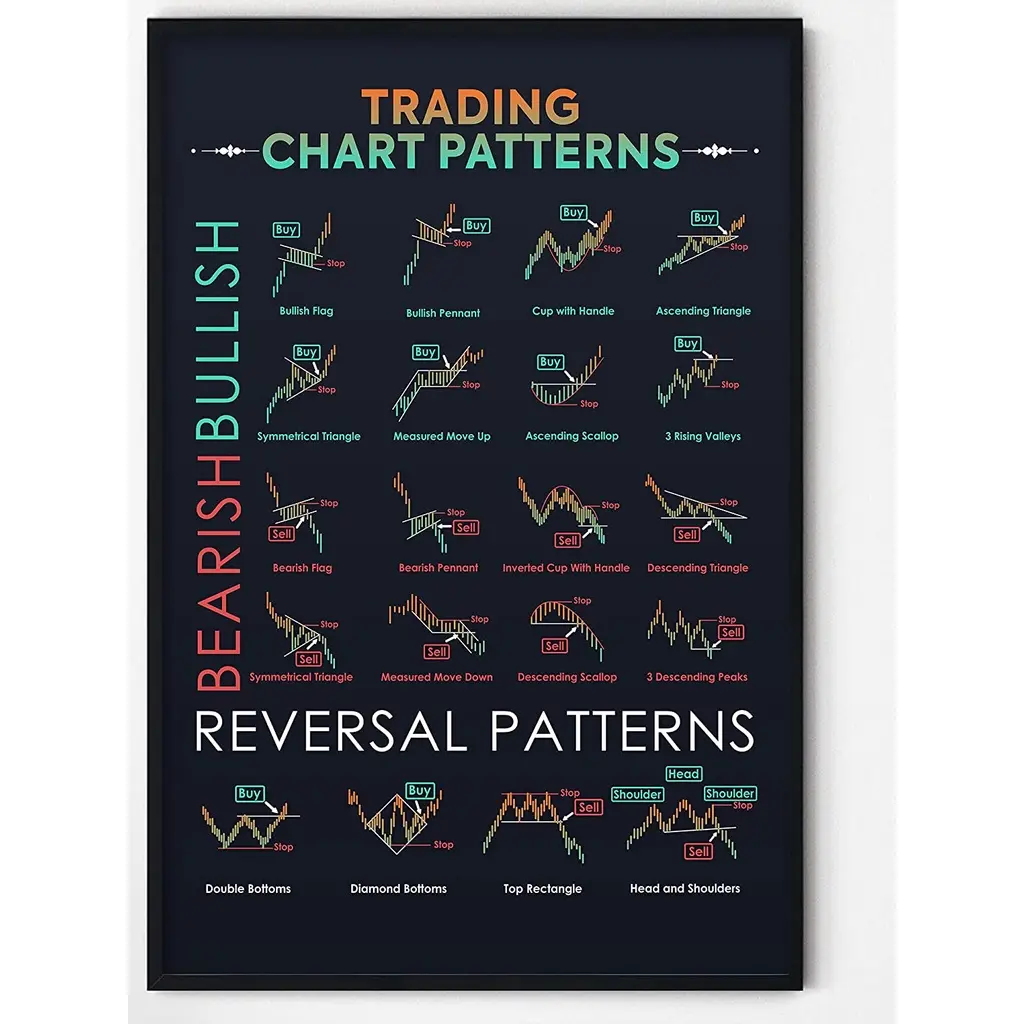 TRADING
CHART PATTERNS
BULLISH
Buy
Stop
Bullish Flag
Buy
Stop
Bullish Pennant
Buy
Stop
Cup with Handle
Buy
Stop
Ascending Triangle
Buy
Stop
Symmetrical Triangle
Buy
Stop
Measured Move Up
Buy
Stop
Ascending Scallop
Buy
Stop
3 Rising Valleys
BEARISH
Stop
Sell
Bearish Flag
Stop
Sell
Bearish Pennant
Stop
Sell
Inverted Cup With Handle
Stop
Sell
Descending Triangle
Stop
Sell
Symmetrical Triangle
Stop
Sell
Measured Move Down
Stop
Sell
Descending Scallop
Stop
Sell
3 Descending Peaks
REVERSAL PATTERNS
Buy
Stop
Double Bottoms
Buy
Stop
Diamond Bottoms
Stop
Sell
Top Rectangle
Head
Shoulder
Shoulder
Stop
Sell
Head and Shoulders